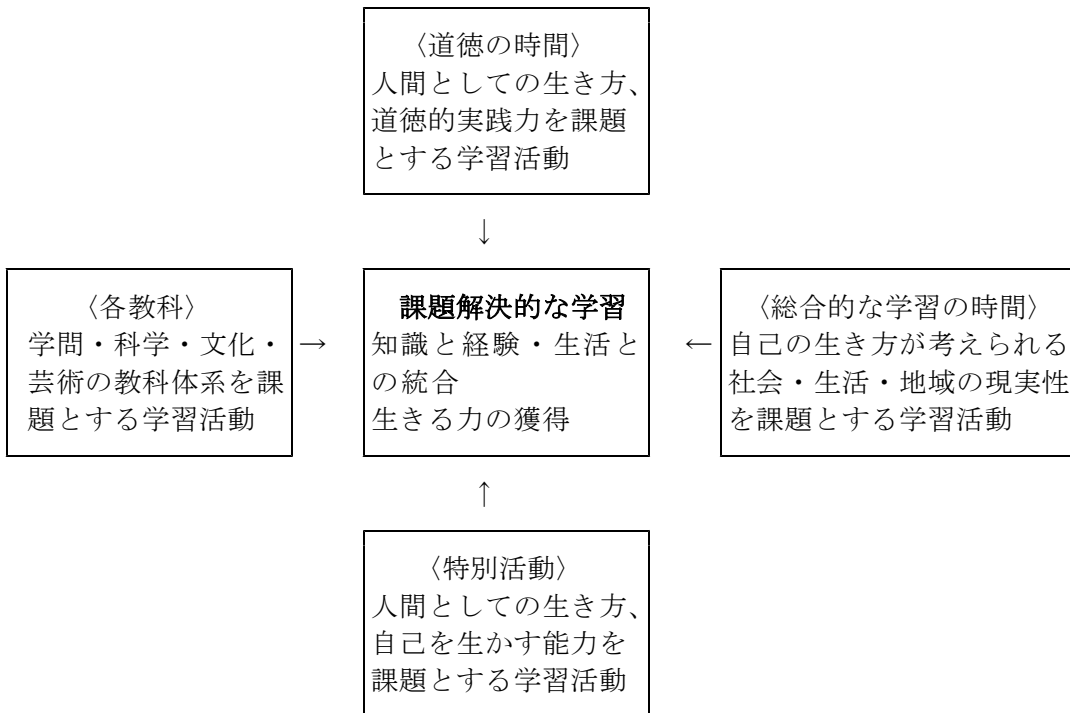 〈道徳の時間〉
人間としての生き方、
道徳的実践力を課題
とする学習活動
↓
〈各教科〉
学問・科学・文化・
芸術の教科体系を課
題とする学習活動
→
課題解決的な学習
知識と経験・生活と
の統合
生きる力の獲得
←
〈総合的な学習の時間〉
自己の生き方が考えられる
社会・生活・地域の現実性
を課題とする学習活動
↑
〈特別活動〉
人間としての生き方、
自己を生かす能力を
課題とする学習活動